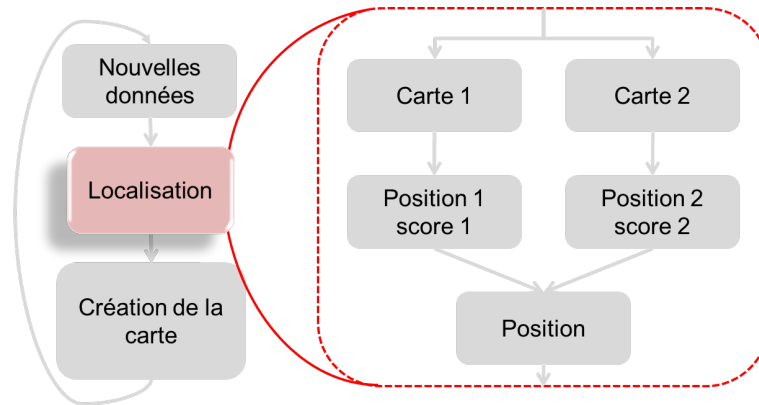 Nouvelles
données
Localisation
Création de la
carte
Carte 1
Carte 2
Position 1
score 1
Position 2
score 2
Position